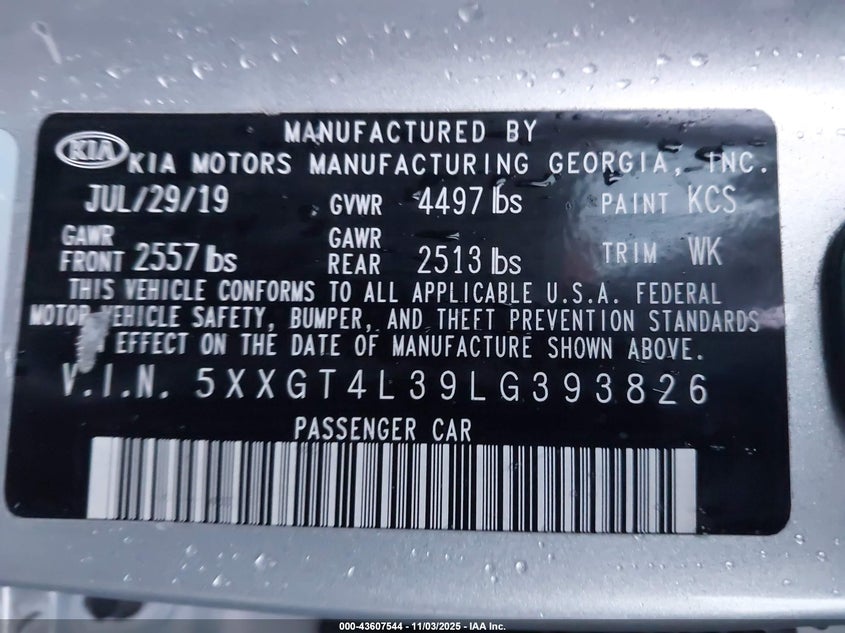 MANUFACTURED BY
KIA KIA MOTORS MANUFACTURING GEORGIA, INC.
JUL/29/19 GVWR 4497 lbs PAINT KCS
GAWR FRONT 2557 lbs GAWR REAR 2513 lbs TRIM WK
THIS VEHICLE CONFORMS TO ALL APPLICABLE U.S.A. FEDERAL
MOTOR VEHICLE SAFETY, BUMPER, AND THEFT PREVENTION STANDARDS
EFFECT ON THE DATE OF MANUFACTURE SHOWN ABOVE.
V.I.N. 5XXGT4L39LG393826
PASSENGER CAR
000-43607544 — 11/03/2025 — IAA Inc.